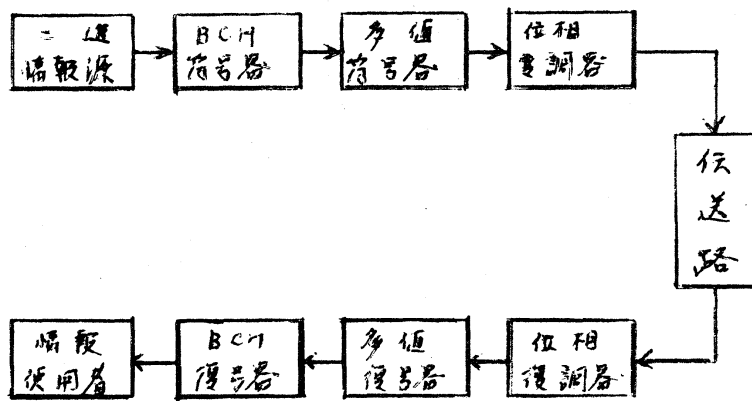 二進
情報源
BCH
符号器
多値
符号器
位相
変調器
伝
送
路
位相
復調器
多値
復号器
BCH
復号器
情報
使用者